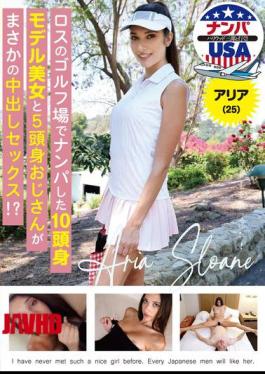 ロスのゴルフ場でナンパした10頭身
モデル美女と5頭身おじさんが
まさかの中出しセックス!?
ナンパ
USA
アリア
(25)
Aria Sloane
JAVHD
I have never met such a nice girl before. Every Japanese men will like her.